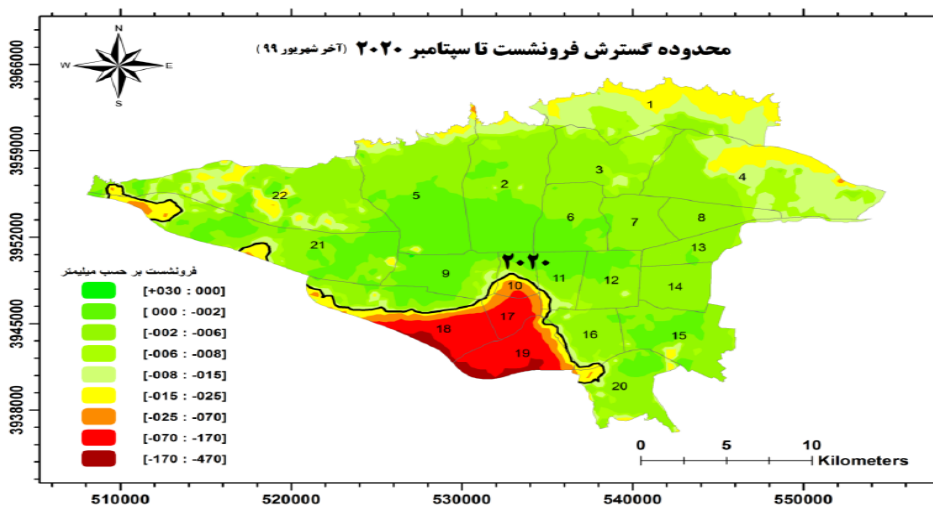 محدوده گسترش فرونشست تا سپتامبر ۲۰۲۰ (آخر شهریور ۹۹)
N
W E
S
3966000
3959000
3952000
3945000
3938000
1
2
3
4
5
6
7
8
22
21
13
۲۰۲۰
9
10
11
12
14
17
18
16
15
19
20
فرونشست بر حسب میلیمتر
[+030 : 000]
[000 : -002]
[-002 : -006]
[-006 : -008]
[-008 : -015]
[-015 : -025]
[-025 : -070]
[-070 : -170]
[-170 : -470]
0 5 10
Kilometers
510000 520000 530000 540000 550000